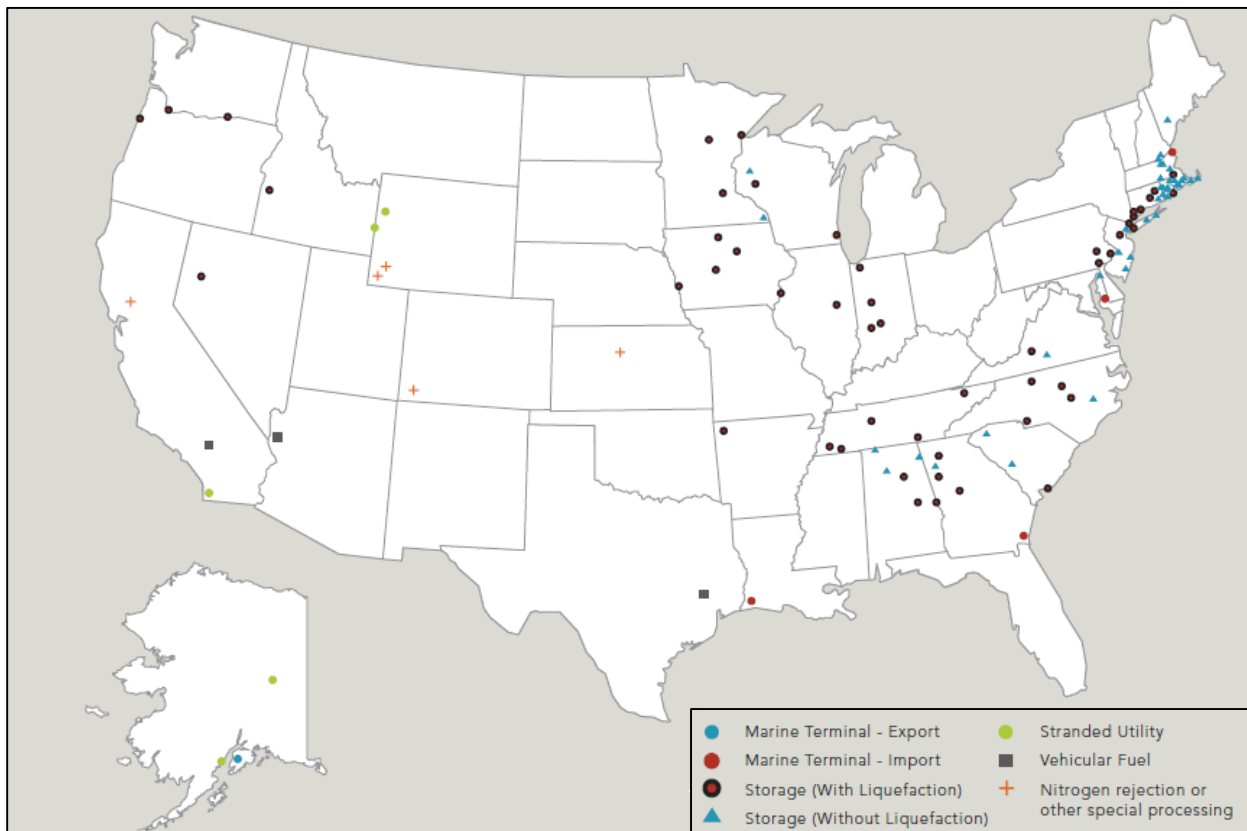 Marine Terminal - Export
Marine Terminal - Import
Storage (With Liquefaction)
Storage (Without Liquefaction)
Stranded Utility
Vehicular Fuel
Nitrogen rejection or
other special processing